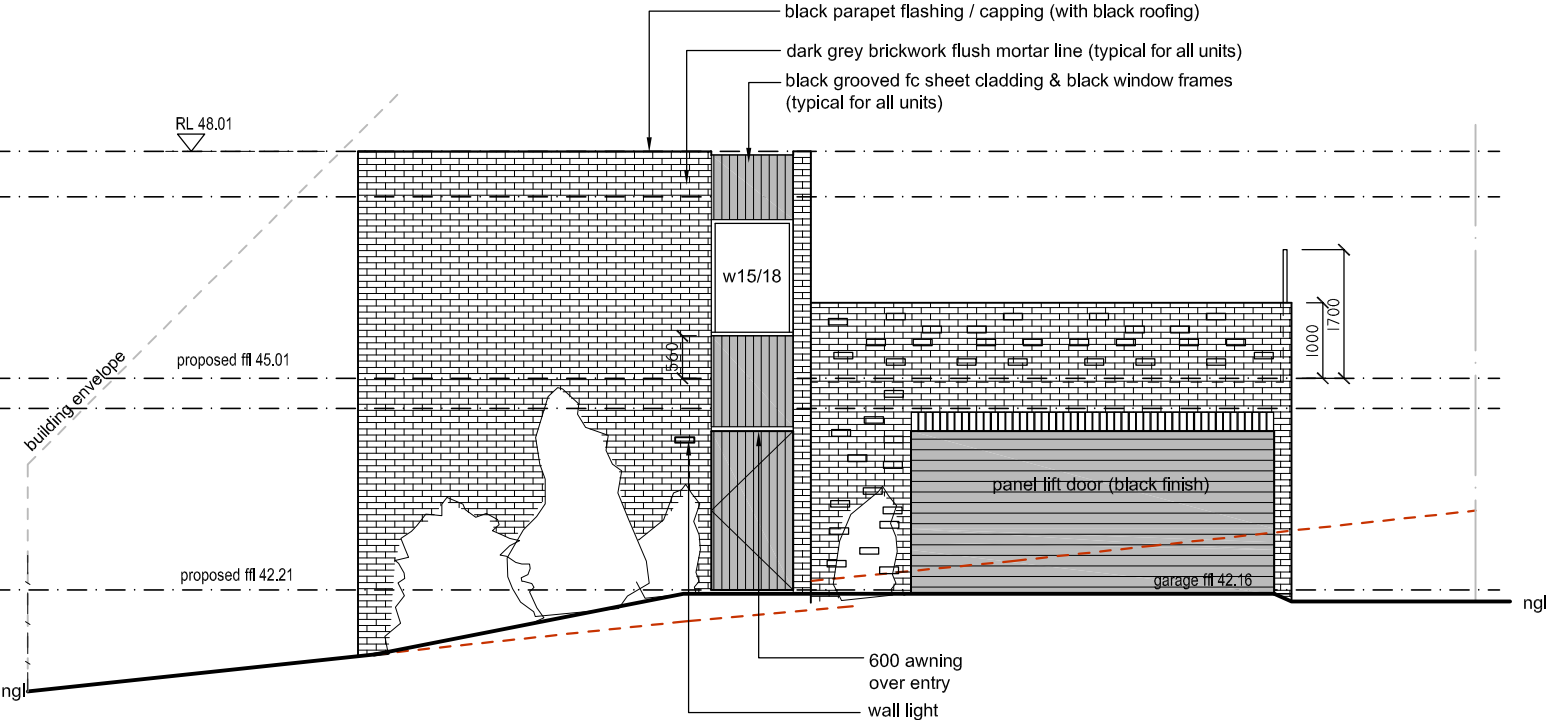 black parapet flashing / capping (with black roofing)
dark grey brickwork flush mortar line (typical for all units)
black grooved fc sheet cladding & black window frames
(typical for all units)
RL 48.01
w15/18
1700
1000
560
proposed ffl 45.01
building envelope
panel lift door (black finish)
proposed ffl 42.21
garage ffl 42.16
ngl
600 awning
over entry
ngl
wall light